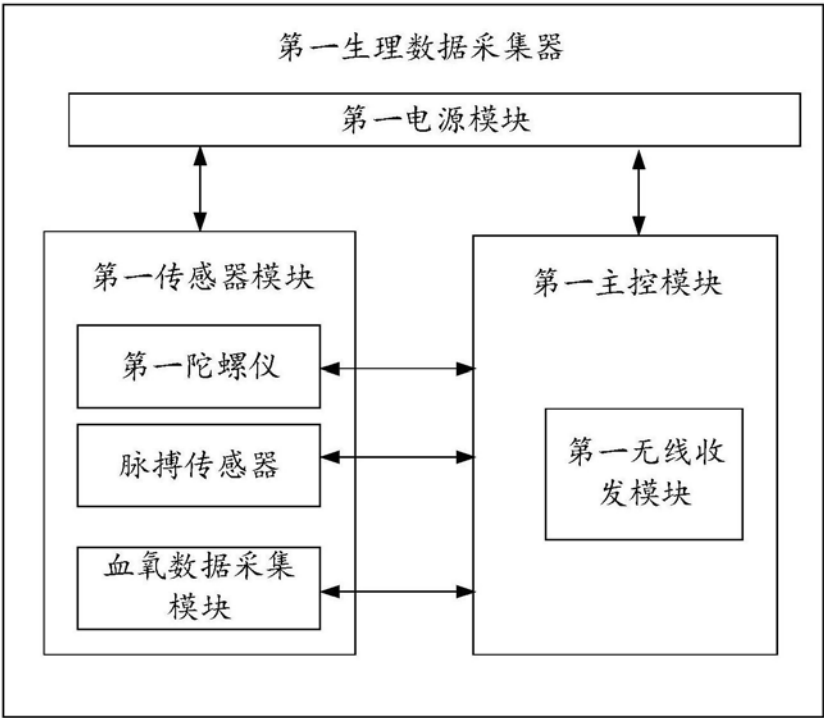 第一生理数据采集器
第一电源模块
第一传感器模块
第一陀螺仪
脉搏传感器
血氧数据采集
模块
第一主控模块
第一无线收
发模块